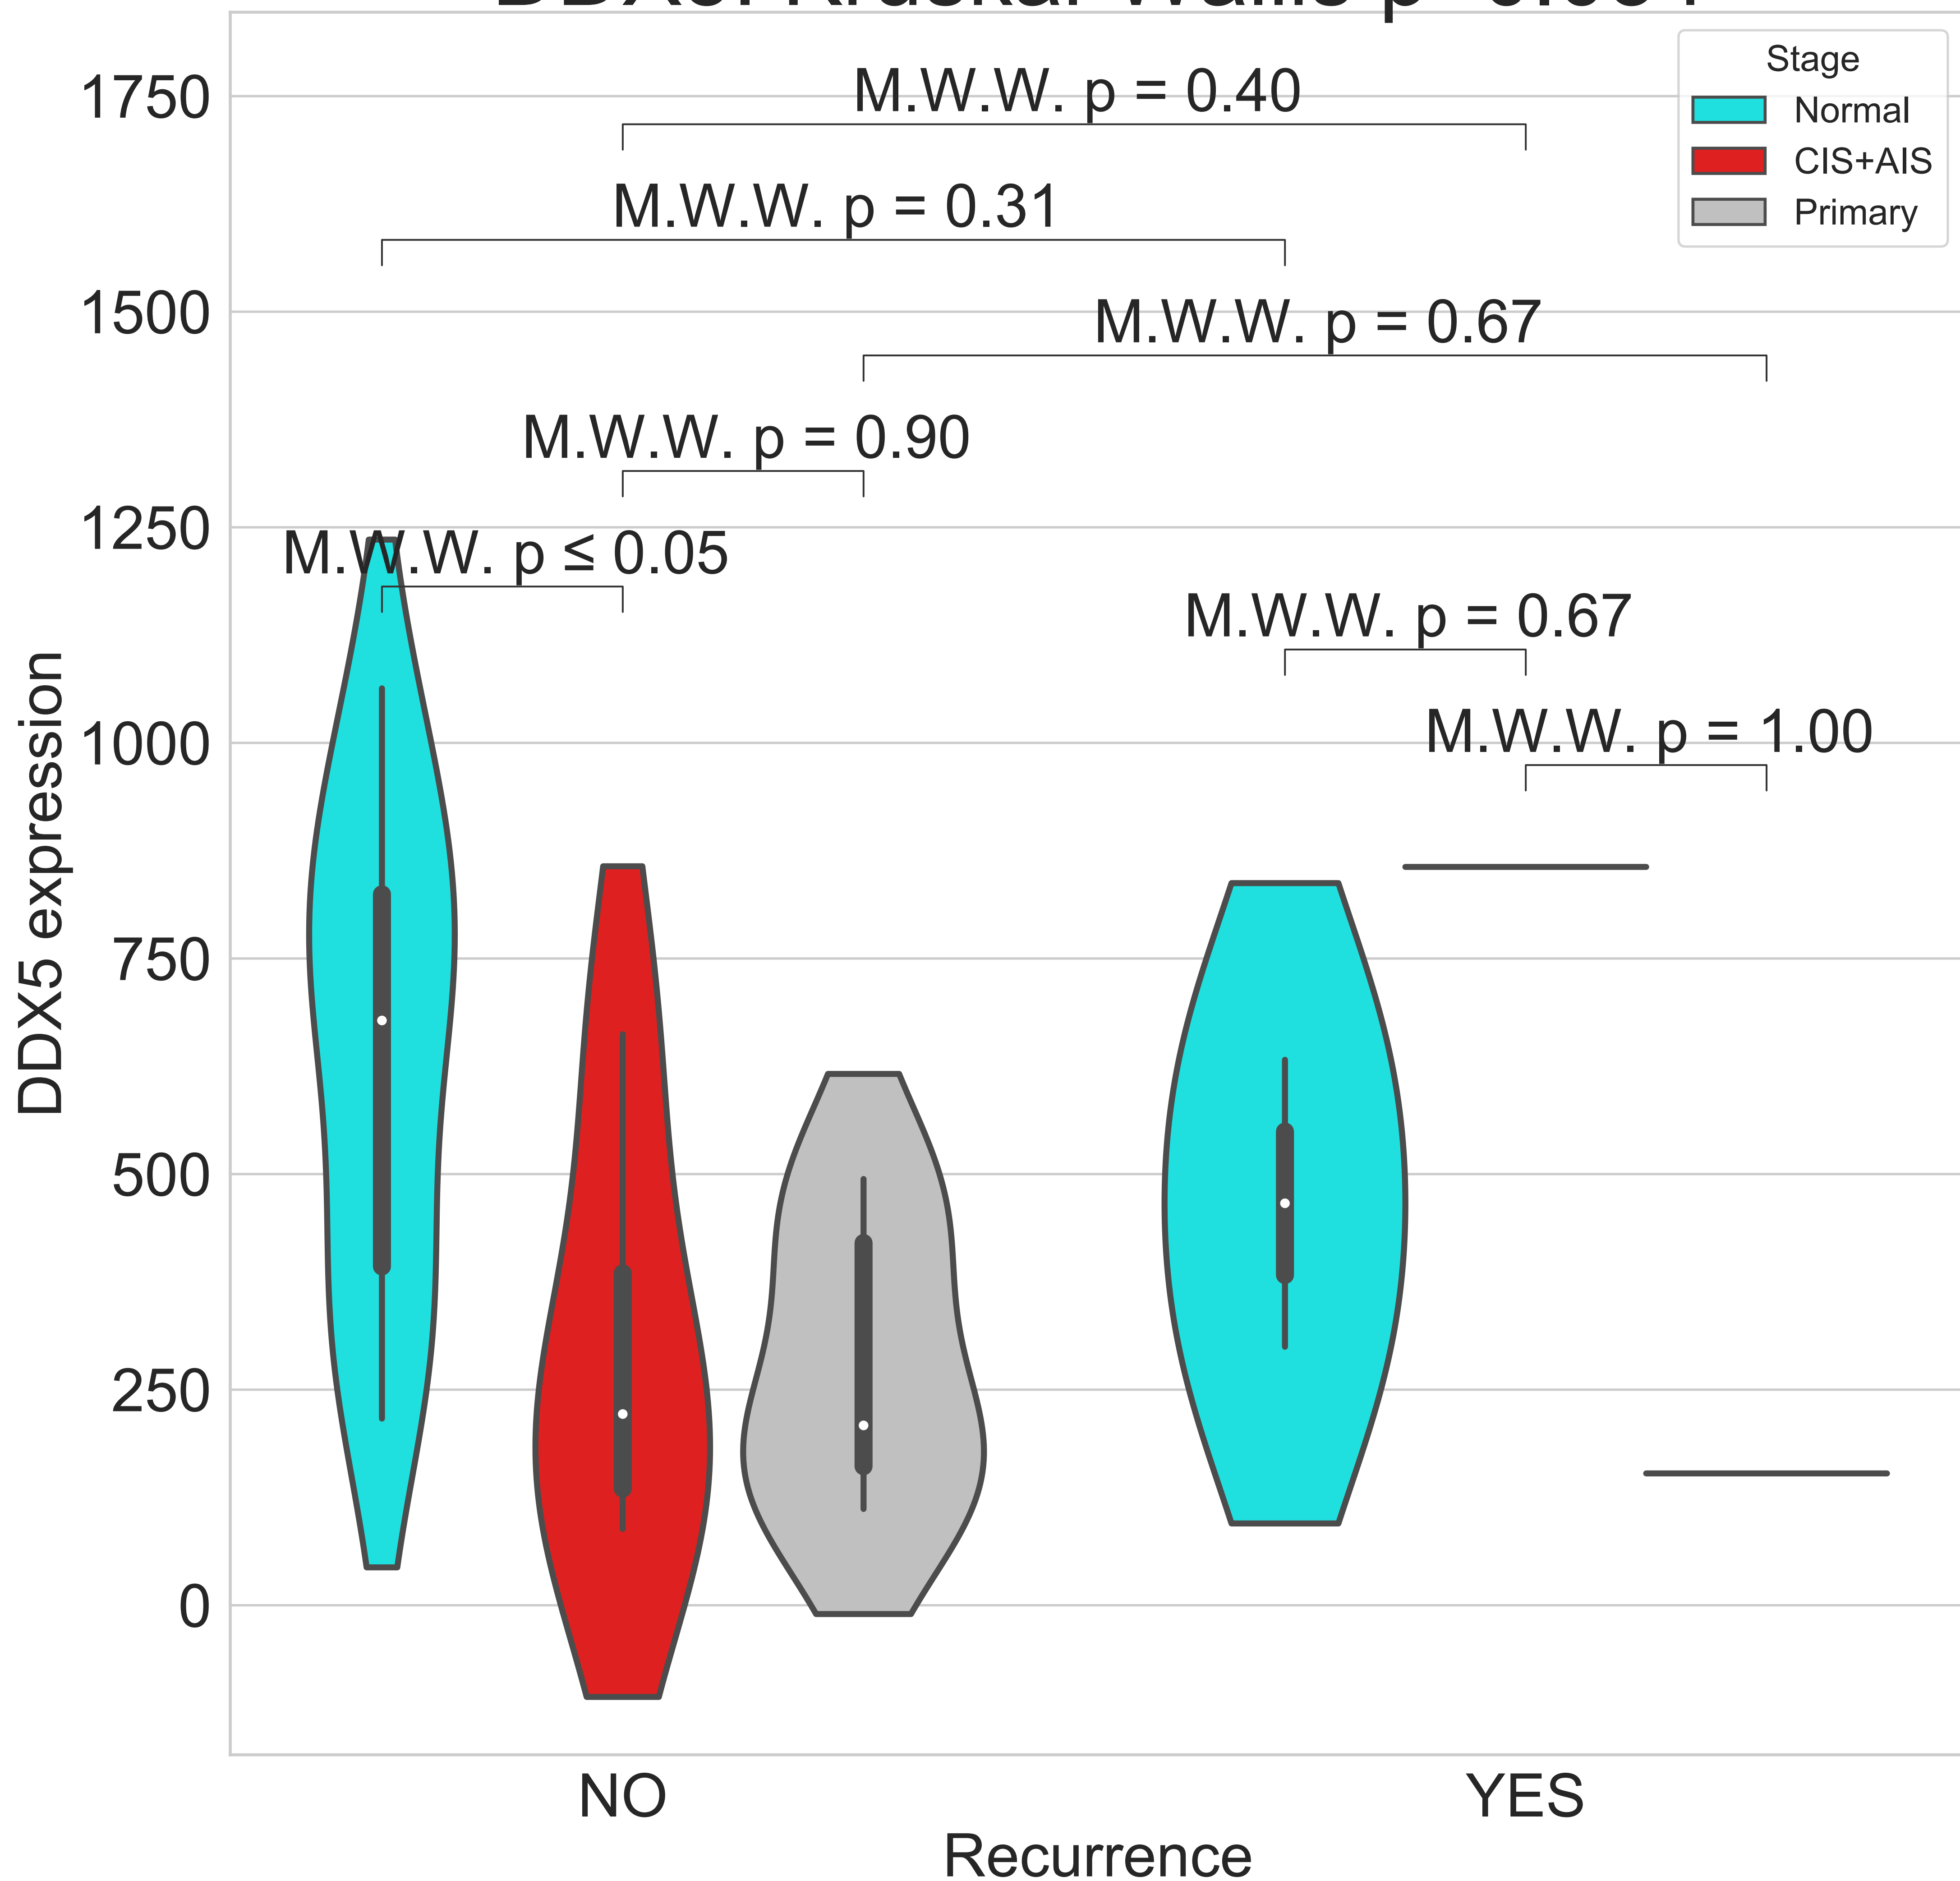 Stage
Normal
CIS+AIS
Primary
M.W.W. p = 0.40
M.W.W. p = 0.31
M.W.W. p = 0.67
M.W.W. p = 0.90
M.W.W. p ≤ 0.05
M.W.W. p = 0.67
M.W.W. p = 1.00
1750
1500
1250
1000
750
500
250
0
DDX5 expression
NO
YES
Recurrence